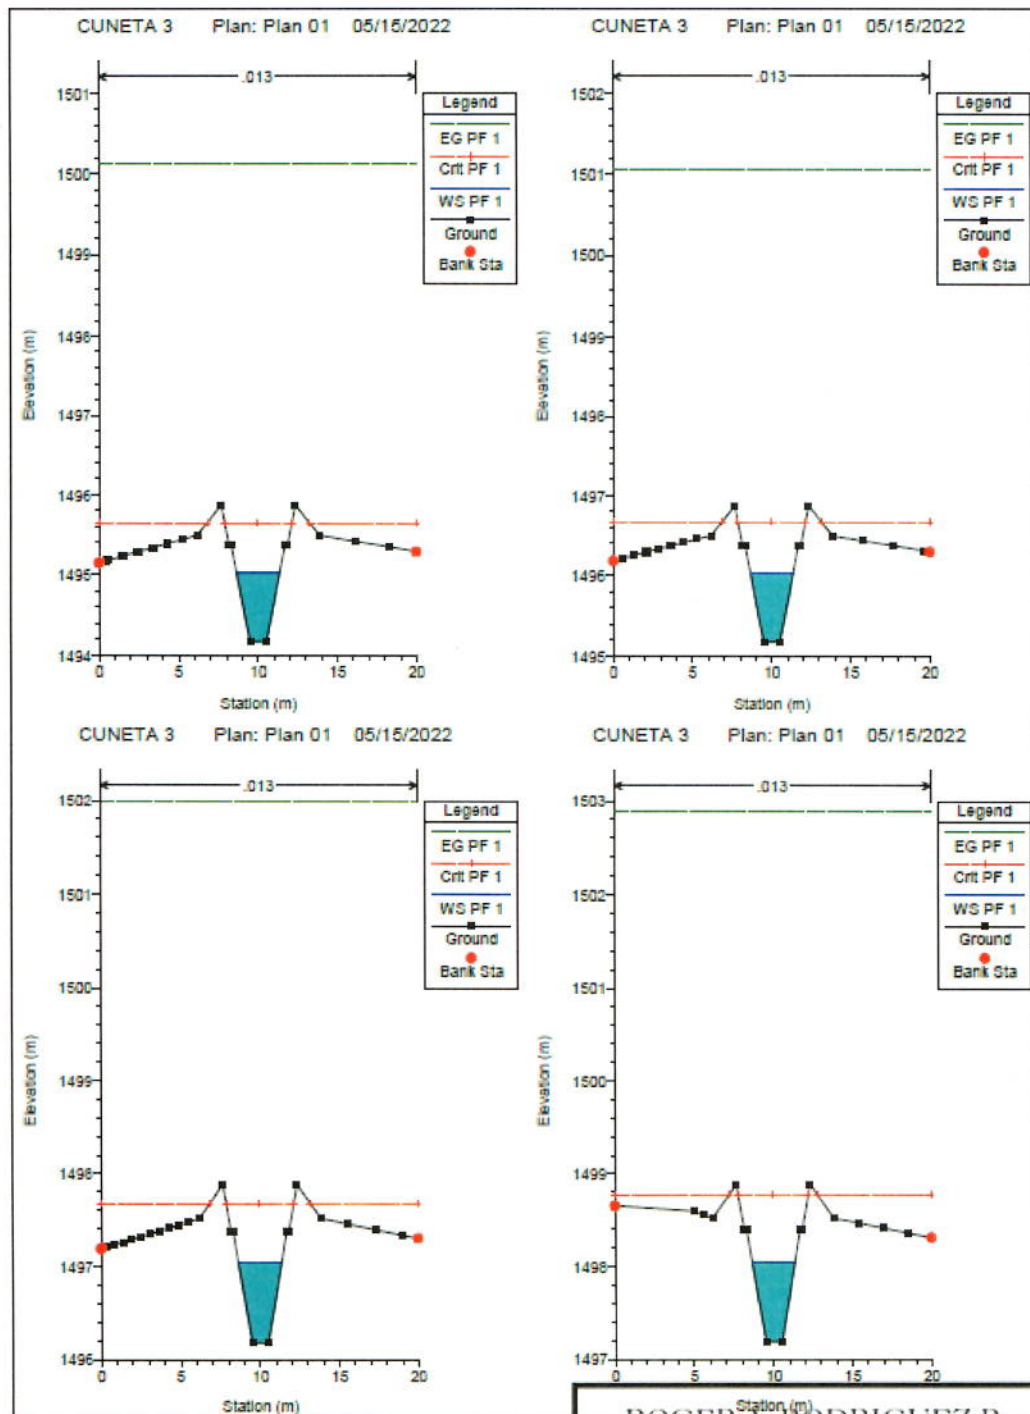 CUNETA 3 Plan: Plan 01 05/15/2022
.013
Legend
EG PF 1
Crit PF 1
WS PF 1
Ground
Bank Sta
1501
1500
1499
1498
1497
1496
1495
1494
Elevation (m)
0 5 10 15 20
Station (m)
CUNETA 3 Plan: Plan 01 05/15/2022
.013
Legend
EG PF 1
Crit PF 1
WS PF 1
Ground
Bank Sta
1502
1501
1500
1499
1498
1497
1496
1495
Elevation (m)
0 5 10 15 20
Station (m)
CUNETA 3 Plan: Plan 01 05/15/2022
.013
Legend
EG PF 1
Crit PF 1
WS PF 1
Ground
Bank Sta
1502
1501
1500
1499
1498
1497
1496
Elevation (m)
0 5 10 15 20
Station (m)
CUNETA 3 Plan: Plan 01 05/15/2022
.013
Legend
EG PF 1
Crit PF 1
WS PF 1
Ground
Bank Sta
1503
1502
1501
1500
1499
1498
1497
Elevation (m)
0 5 10 15 20
Station (m)